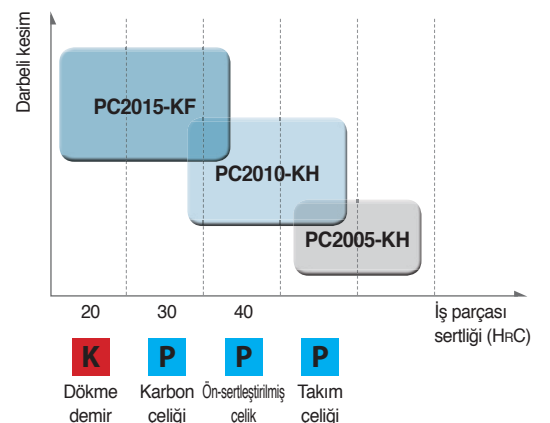 Darbeli kesim
PC2015-KF
PC2010-KH
PC2005-KH
20 30 40
İş parçası
sertliği (HRC)
K P P P
Dökme
demir
Karbon
çeliği
Ön-sertleştirilmiş
çelik
Takım
çeliği